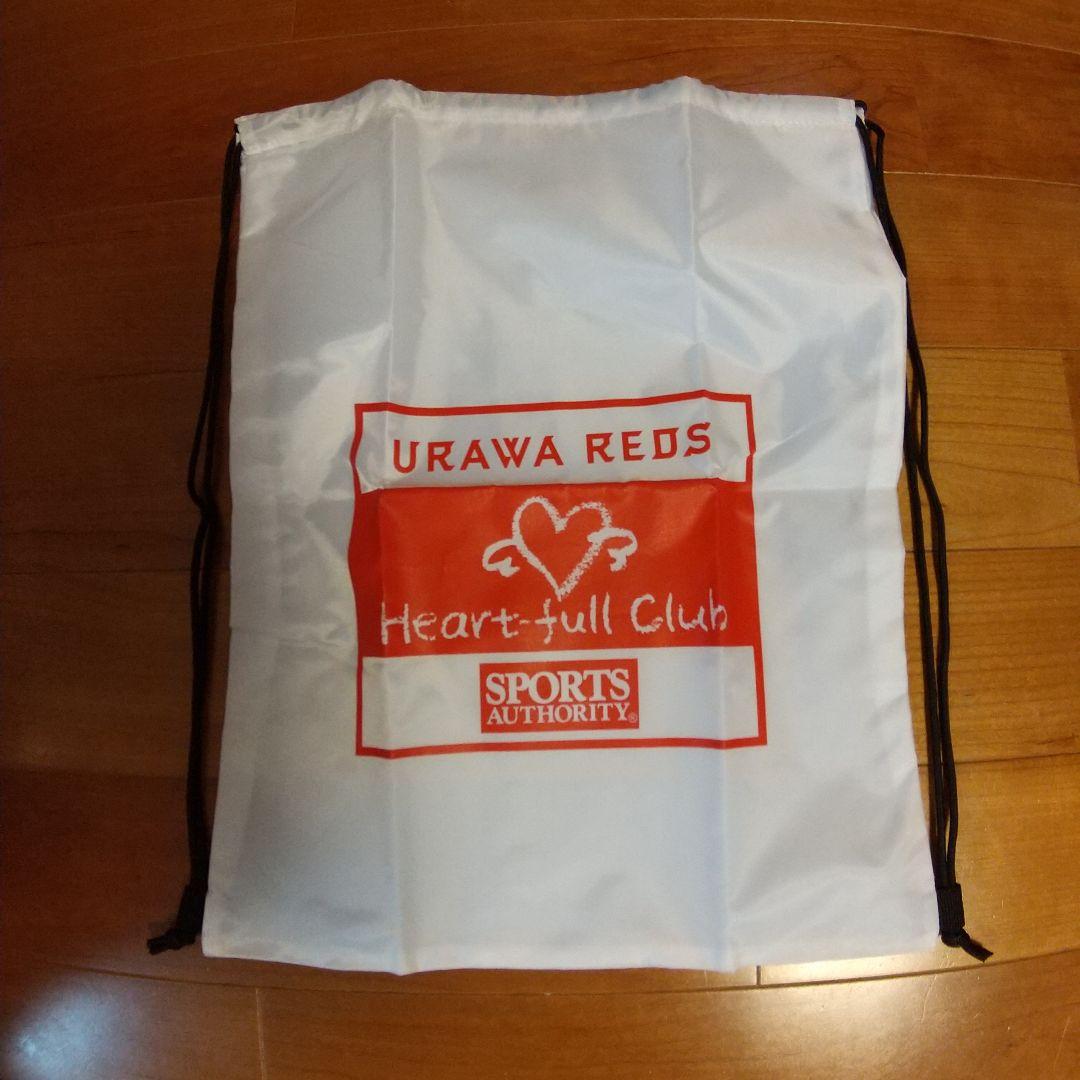 URAWA REDS
Heart-full Club
SPORTS
AUTHORITY®